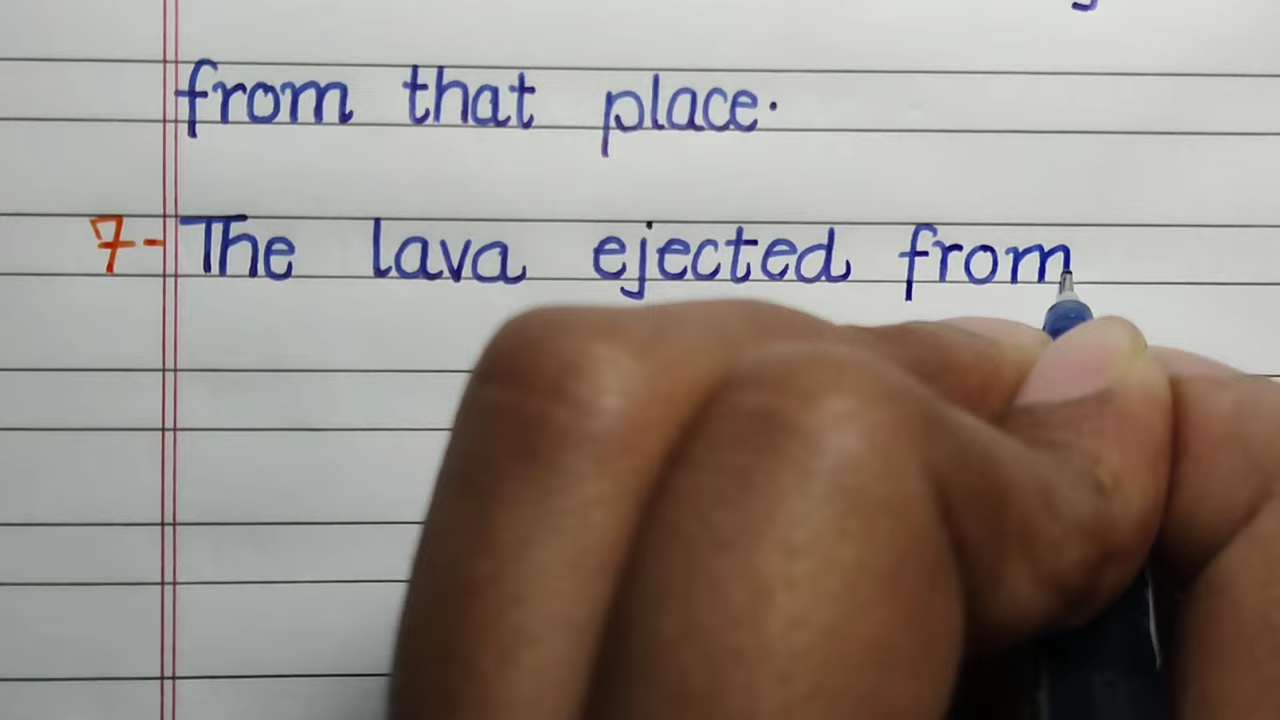 from that place.
7- The lava ejected from